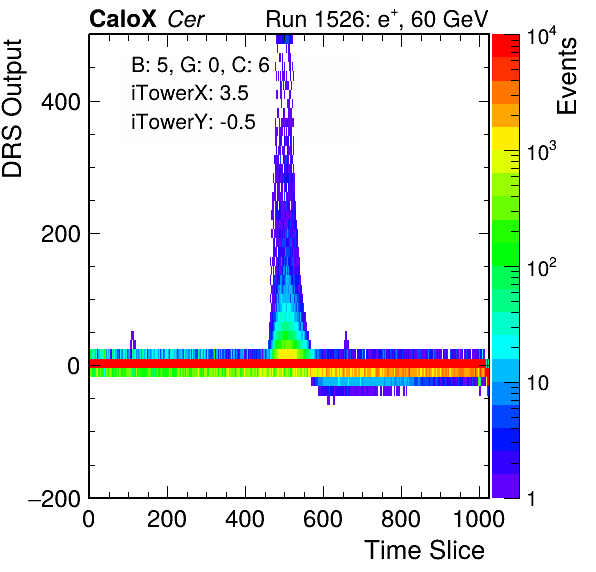 CaloX Cer Run 1526: e+, 60 GeV
B: 5, G: 0, C: 6
iTowerX: 3.5
iTowerY: -0.5
DRS Output
400
200
0
−200
0 200 400 600 800 1000
Time Slice
10^4
10^3
10^2
10
1
Events